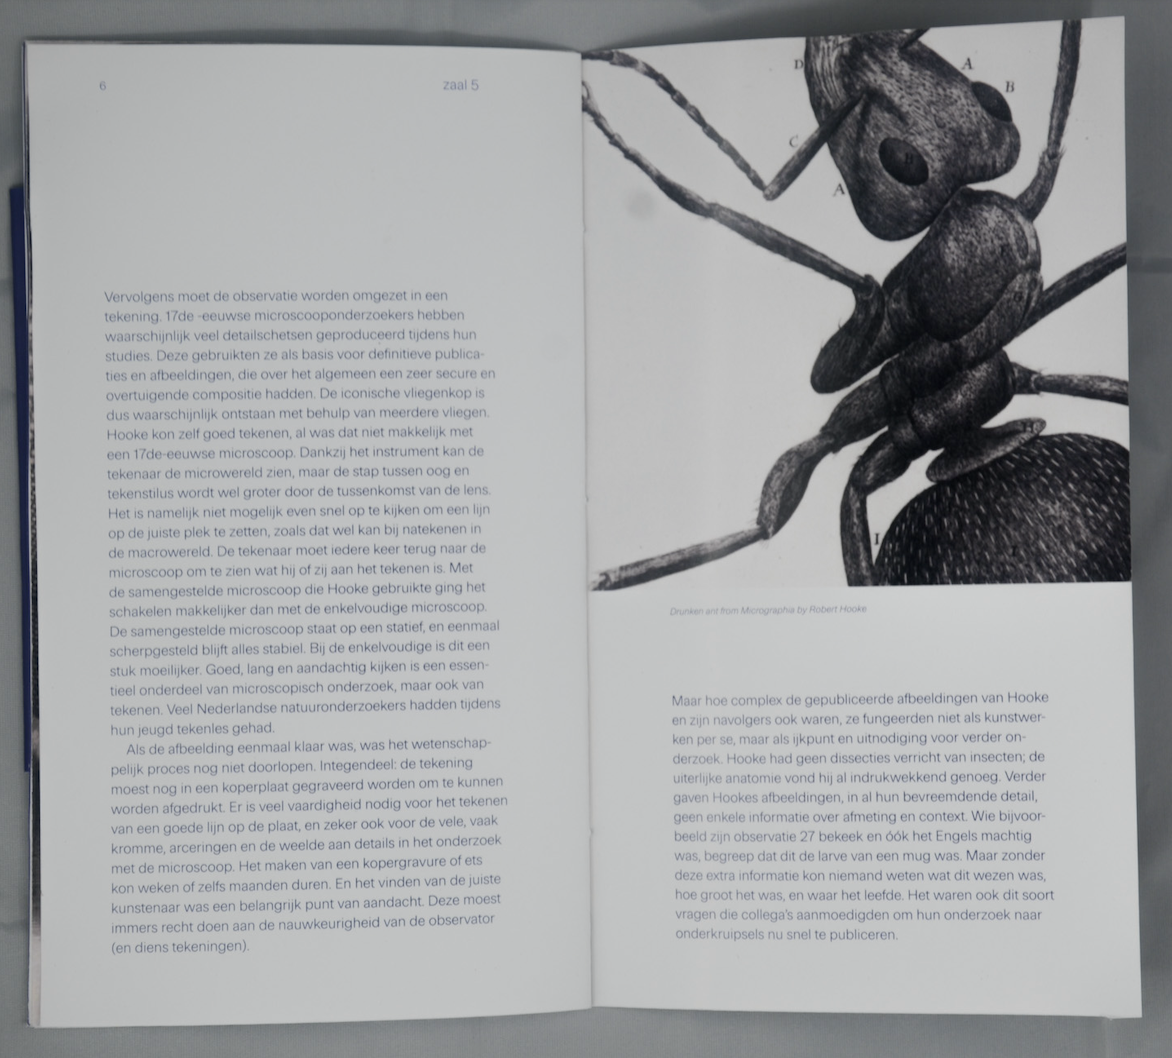 6
zaal 5
Vervolgens moet de observatie worden omgezet in een
tekening. 17de -eeuwse microscooponderzoekers hebben
waarschijnlijk veel detailschetsen geproduceerd tijdens hun
studies. Deze gebruikten ze als basis voor definitieve publica-
ties en afbeeldingen, die over het algemeen een zeer secure en
overtuigende compositie hadden. De iconische vliegenkop is
dus waarschijnlijk ontstaan met behulp van meerdere vliegen.
Hooke kon zelf goed tekenen, al was dat niet makkelijk met
een 17de-eeuwse microscoop. Dankzij het instrument kan de
tekenaar de microwereld zien, maar de stap tussen oog en
tekenstilus wordt wel groter door de tussenkomst van de lens.
Het is namelijk niet mogelijk even snel op te kijken om een lijn
op de juiste plek te zetten, zoals dat wel kan bij natekenen in
de macrowereld. De tekenaar moet iedere keer terug naar de
microscoop om te zien wat hij of zij aan het tekenen is. Met
de samengestelde microscoop die Hooke gebruikte ging het
schakelen makkelijker dan met de enkelvoudige microscoop.
De samengestelde microscoop staat op een statief, en eenmaal
scherpgesteld blijft alles stabiel. Bij de enkelvoudige is dit een
stuk moeilijker. Goed, lang en aandachtig kijken is een essen-
tieel onderdeel van microscopisch onderzoek, maar ook van
tekenen. Veel Nederlandse natuuronderzoekers hadden tijdens
hun jeugd tekenles gehad.
Als de afbeelding eenmaal klaar was, was het wetenschap-
pelijk proces nog niet doorlopen. Integendeel: de tekening
moest nog in een koperplaat gegraveerd worden om te kunnen
worden afgedrukt. Er is veel vaardigheid nodig voor het tekenen
van een goede lijn op de plaat, en zeker ook voor de vele, vaak
kromme, arceringen en de weelde aan details in het onderzoek
met de microscoop. Het maken van een kopergravure of ets
kon weken of zelfs maanden duren. En het vinden van de juiste
kunstenaar was een belangrijk punt van aandacht. Deze moest
immers recht doen aan de nauwkeurigheid van de observator
(en diens tekeningen).
D
A
B
C
B
A
H
I
I
Drunken ant from Micrographia by Robert Hooke
Maar hoe complex de gepubliceerde afbeeldingen van Hooke
en zijn navolgers ook waren, ze fungeerden niet als kunstwer-
ken per se, maar als ijkpunt en uitnodiging voor verder on-
derzoek. Hooke had geen dissecties verricht van insecten; de
uiterlijke anatomie vond hij al indrukwekkend genoeg. Verder
gaven Hookes afbeeldingen, in al hun bevreemdende detail,
geen enkele informatie over afmeting en context. Wie bijvoor-
beeld zijn observatie 27 bekeek en óók het Engels machtig
was, begreep dat dit de larve van een mug was. Maar zonder
deze extra informatie kon niemand weten wat dit wezen was,
hoe groot het was, en waar het leefde. Het waren ook dit soort
vragen die collega's aanmoedigden om hun onderzoek naar
onderkruipsels nu snel te publiceren.